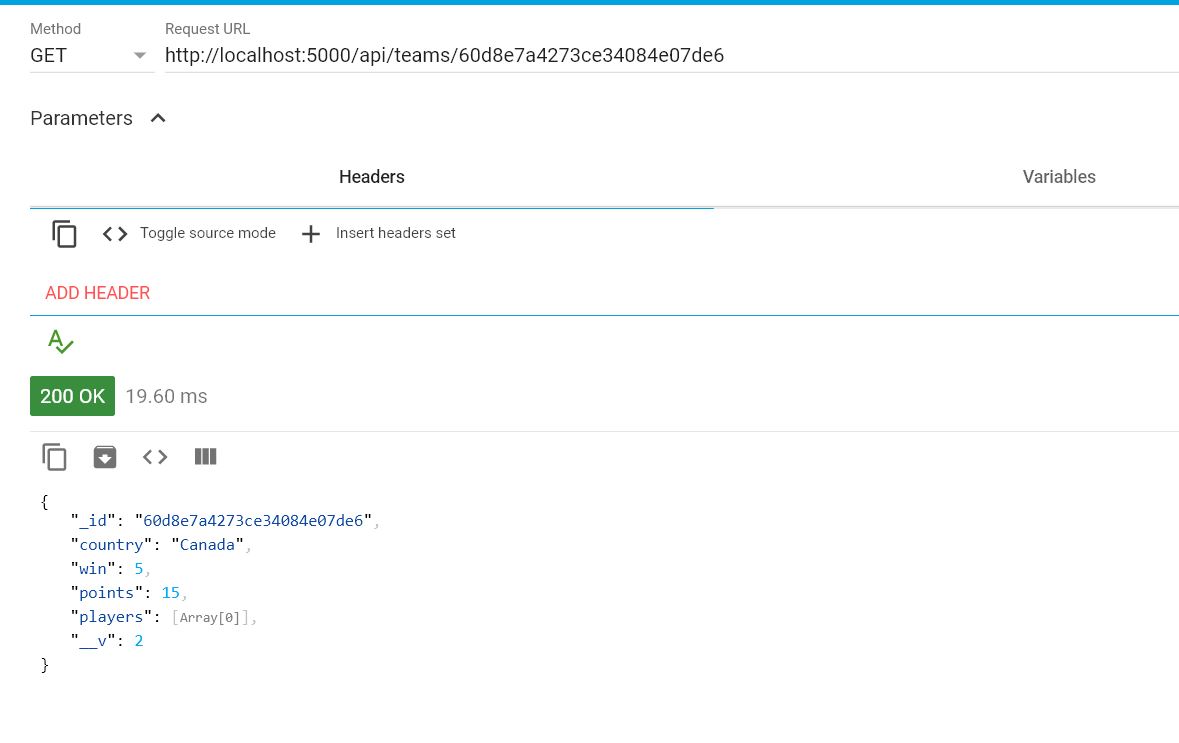 Method Request URL
GET http://localhost:5000/api/teams/60d8e7a4273ce34084e07de6
Parameters
Headers Variables
Toggle source mode Insert headers set
ADD HEADER
200 OK 19.60 ms
{
"_id": "60d8e7a4273ce34084e07de6",
"country": "Canada",
"win": 5,
"points": 15,
"players": [Array[0]],
"__v": 2
}